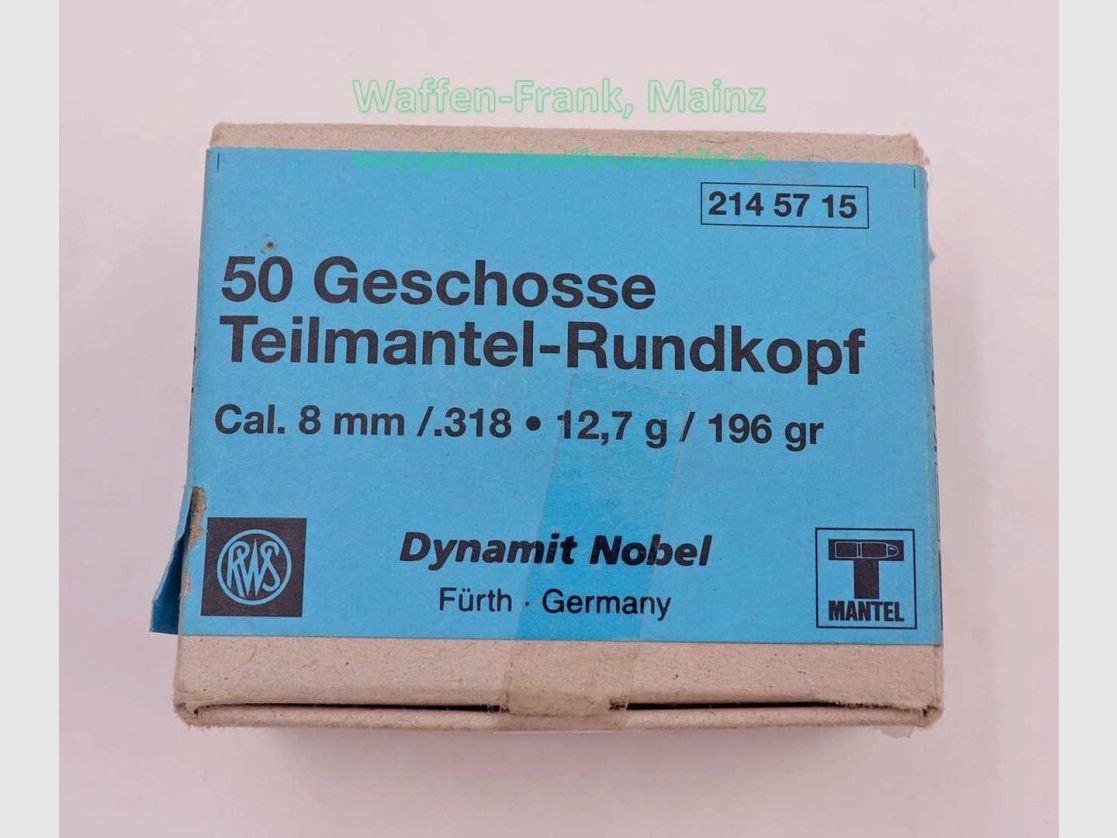 Waffen-Frank, Mainz
214 57 15
50 Geschosse
Teilmantel-Rundkopf
Cal. 8 mm /.318 • 12,7 g / 196 gr
RWS
Dynamit Nobel
Fürth · Germany
T
MANTEL